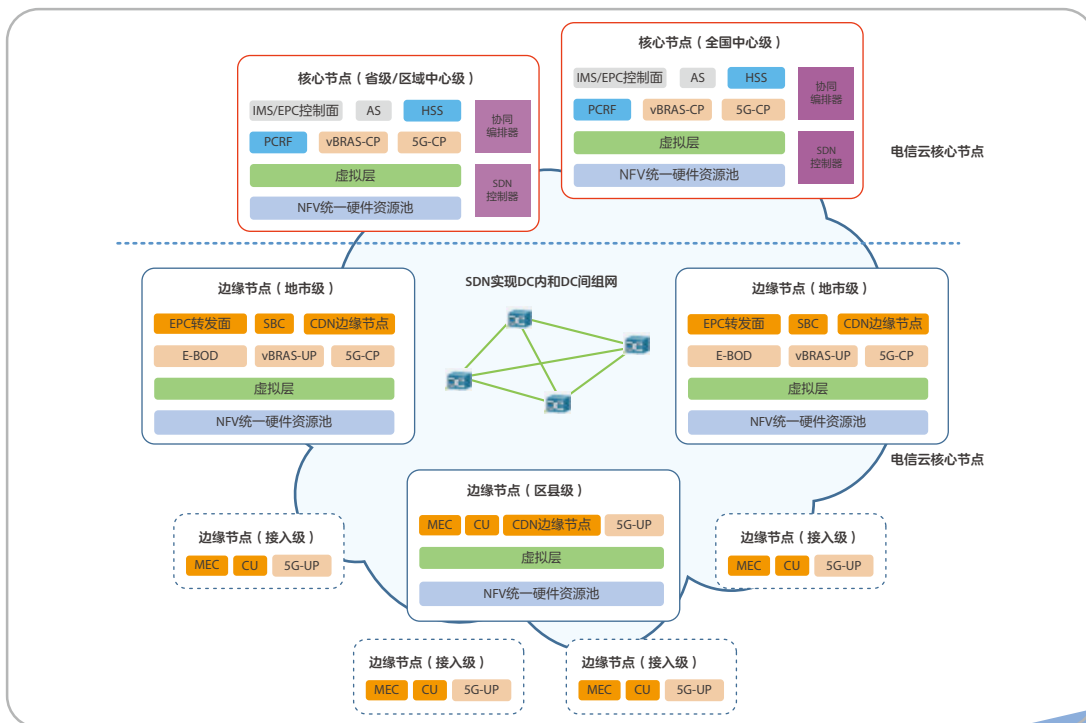 核心节点（全国中心级）
IMS/EPC控制面 AS HSS
协同
编排器
PCRF vBRAS-CP 5G-CP
虚拟层
SDN
控制器
NFV统一硬件资源池
核心节点（省级/区域中心级）
IMS/EPC控制面 AS HSS
协同
编排器
PCRF vBRAS-CP 5G-CP
虚拟层
SDN
控制器
NFV统一硬件资源池
电信云核心节点
边缘节点（地市级）
EPC转发面 SBC CDN边缘节点
E-BOD vBRAS-UP 5G-CP
虚拟层
NFV统一硬件资源池
SDN实现DC内和DC间组网
边缘节点（地市级）
EPC转发面 SBC CDN边缘节点
E-BOD vBRAS-UP 5G-CP
虚拟层
NFV统一硬件资源池
电信云核心节点
边缘节点（区县级）
MEC CU CDN边缘节点 5G-UP
虚拟层
NFV统一硬件资源池
边缘节点（接入级）
MEC CU 5G-UP
边缘节点（接入级）
MEC CU 5G-UP
边缘节点（接入级）
MEC CU 5G-UP
边缘节点（接入级）
MEC CU 5G-UP